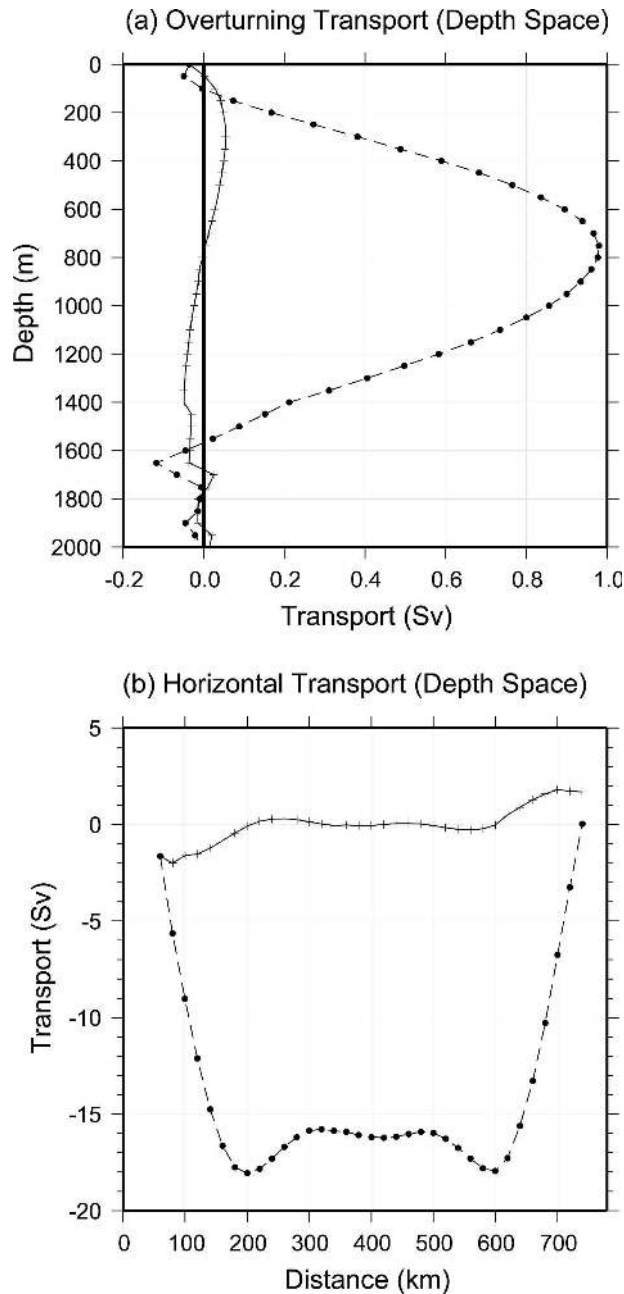 (a) Overturning Transport (Depth Space)
0
200
400
600
800
1000
1200
1400
1600
1800
2000
Depth (m)
-0.2 0.0 0.2 0.4 0.6 0.8 1.0
Transport (Sv)
(b) Horizontal Transport (Depth Space)
5
0
-5
-10
-15
-20
Transport (Sv)
0 100 200 300 400 500 600 700
Distance (km)